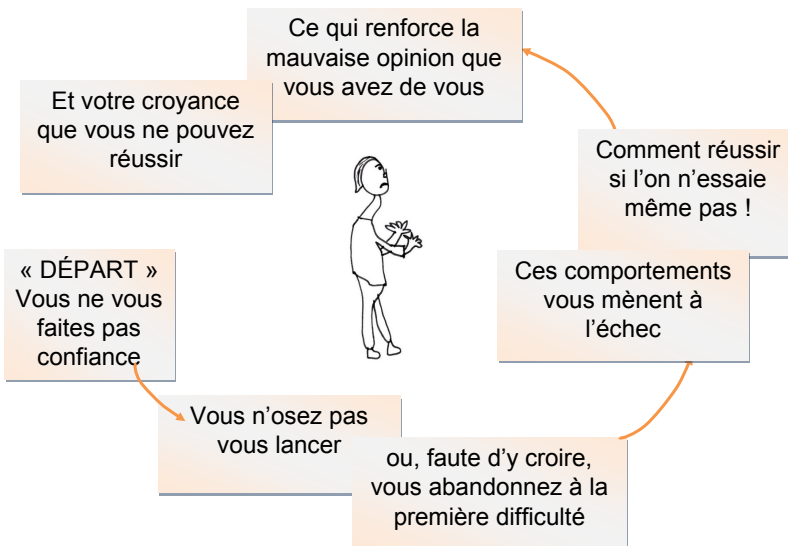 « DÉPART »
Vous ne vous
faites pas
confiance
Vous n’osez pas
vous lancer
ou, faute d’y croire,
vous abandonnez à la
première difficulté
Ces comportements
vous mènent à
l’échec
Comment réussir
si l’on n’essaie
même pas !
Ce qui renforce la
mauvaise opinion que
vous avez de vous
Et votre croyance
que vous ne pouvez
réussir